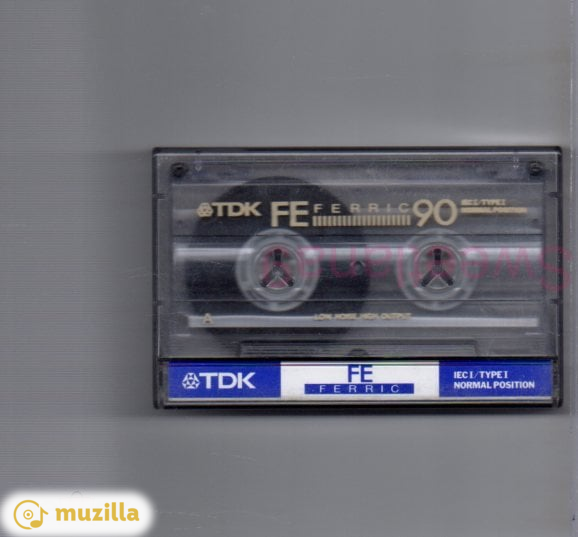 TDK FE FERRIC 90 IEC I/TYPE I
NORMAL POSITION
A LOW NOISE, HIGH OUTPUT
TDK FE IEC I/TYPE I
FERRIC NORMAL POSITION
muzilla